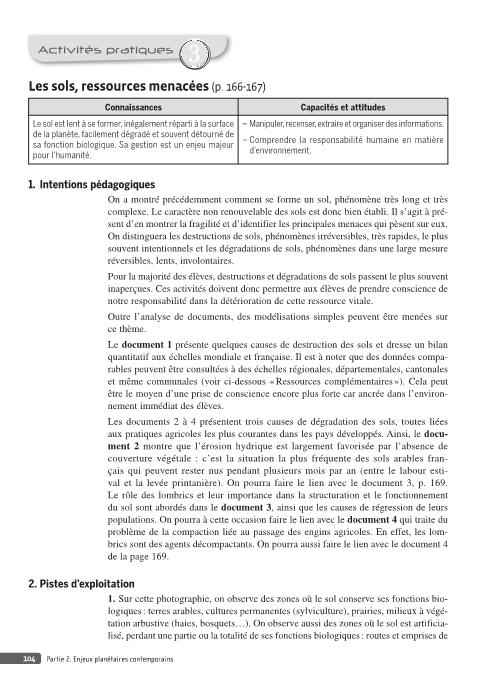 Activités pratiques 3
Les sols, ressources menacées (p. 166-167)
Connaissances
Capacités et attitudes
Le sol est lent à se former, inégalement réparti à la surface
de la planète, facilement dégradé et souvent détourné de
sa fonction biologique. Sa gestion est un enjeu majeur
pour l'humanité.
– Manipuler, recenser, extraire et organiser des informations.
– Comprendre la responsabilité humaine en matière
d'environnement.
1. Intentions pédagogiques
On a montré précédemment comment se forme un sol, phénomène très long et très
complexe. Le caractère non renouvelable des sols est donc bien établi. Il s'agit à pré-
sent d'en montrer la fragilité et d'identifier les principales menaces qui pèsent sur eux.
On distinguera les destructions de sols, phénomènes irréversibles, très rapides, le plus
souvent intentionnels et les dégradations de sols, phénomènes dans une large mesure
réversibles, lents, involontaires.
Pour la majorité des élèves, destructions et dégradations de sols passent le plus souvent
inaperçues. Ces activités doivent donc permettre aux élèves de prendre conscience de
notre responsabilité dans la détérioration de cette ressource vitale.
Outre l'analyse de documents, des modélisations simples peuvent être menées sur
ce thème.
Le document 1 présente quelques causes de destruction des sols et dresse un bilan
quantitatif aux échelles mondiale et française. Il est à noter que des données compa-
rables peuvent être consultées à des échelles régionales, départementales, cantonales
et même communales (voir ci-dessous « Ressources complémentaires »). Cela peut
être le moyen d'une prise de conscience encore plus forte car ancrée dans l'environ-
nement immédiat des élèves.
Les documents 2 à 4 présentent trois causes de dégradation des sols, toutes liées
aux pratiques agricoles les plus courantes dans les pays développés. Ainsi, le docu-
ment 2 montre que l'érosion hydrique est largement favorisée par l'absence de
couverture végétale : c'est la situation la plus fréquente des sols arables fran-
çais qui peuvent rester nus pendant plusieurs mois par an (entre le labour esti-
val et la levée printanière). On pourra faire le lien avec le document 3, p. 169.
Le rôle des lombrics et leur importance dans la structuration et le fonctionnement
du sol sont abordés dans le document 3, ainsi que les causes de régression de leurs
populations. On pourra à cette occasion faire le lien avec le document 4 qui traite du
problème de la compaction liée au passage des engins agricoles. En effet, les lom-
brics sont des agents décompactants. On pourra aussi faire le lien avec le document 4
de la page 169.
2. Pistes d'exploitation
1. Sur cette photographie, on observe des zones où le sol conserve ses fonctions bio-
logiques : terres arables, cultures permanentes (sylviculture), prairies, milieux à végé-
tation arbustive (haies, bosquets…). On observe aussi des zones où le sol est artificia-
lisé, perdant une partie ou la totalité de ses fonctions biologiques : routes et emprises de
104 Partie 2. Enjeux planétaires contemporains